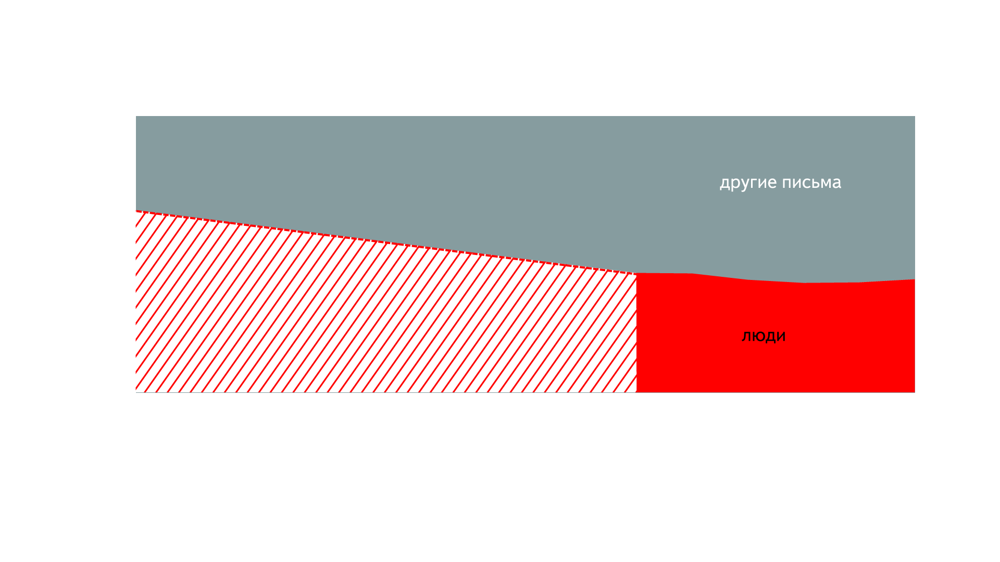 другие письма
люди